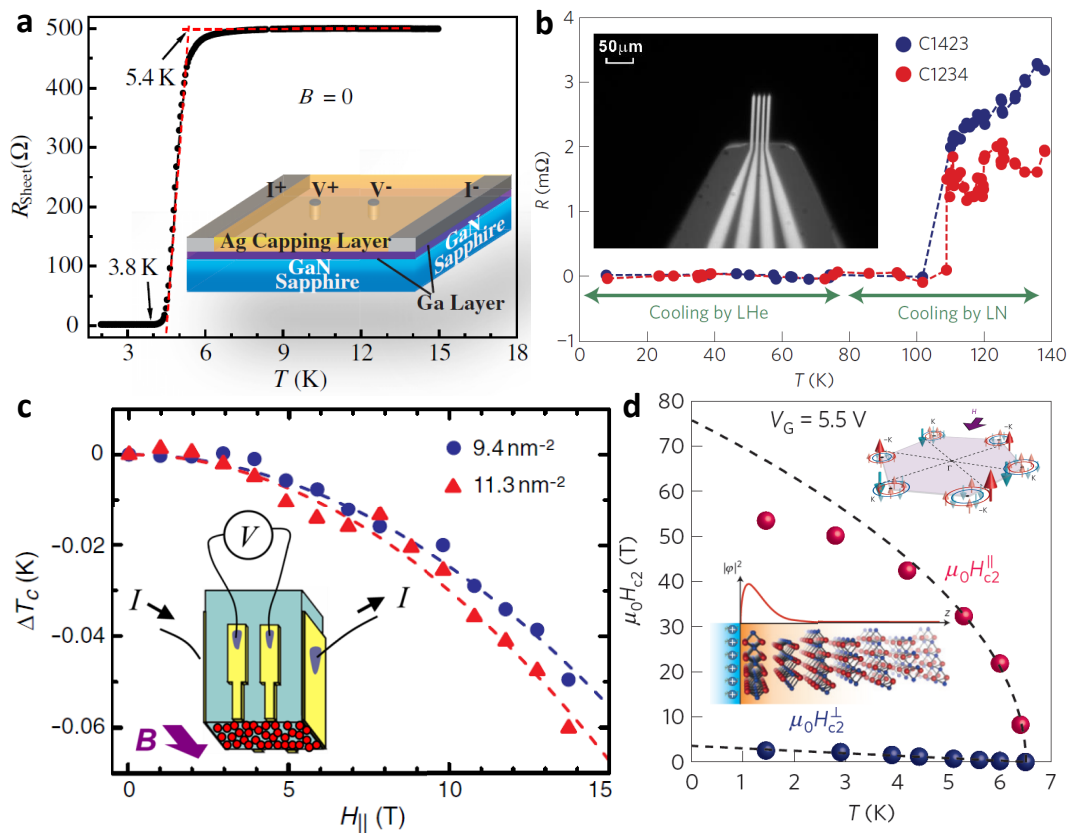 a
500
400
300
200
100
0
R_Sheet(Ω)
5.4 K
3.8 K
B = 0
I+
V+
V-
I-
Ag Capping Layer
GaN
Sapphire
GaN
Sapphire
Ga Layer
3 6 9 12 15 18
T (K)
b
50μm
C1423
C1234
4
3
2
1
0
−1
R (mΩ)
Cooling by LHe
Cooling by LN
0 20 40 60 80 100 120 140
T (K)
c
0
−0.02
−0.04
−0.06
ΔT_c (K)
9.4 nm⁻²
11.3 nm⁻²
V
I
I
B
0 5 10 15
H_|| (T)
d
80
70
60
50
40
30
20
10
0
μ₀H_c2 (T)
V_G = 5.5 V
H
−K
K
−K
K
−K
K
Γ
|φ|²
z
μ₀H_c2^||
μ₀H_c2^⊥
0 1 2 3 4 5 6 7
T (K)